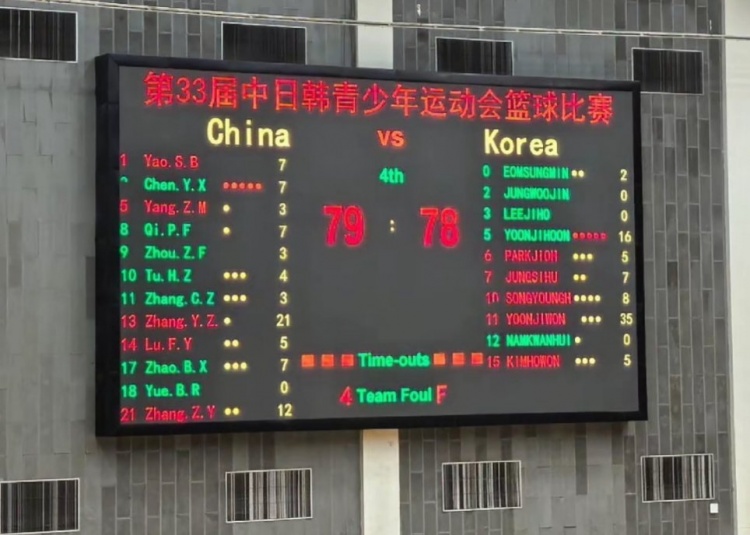 第33届中日韩青少年运动会篮球比赛
China vs Korea
4th
79 : 78
1 Yao.S.B 7
Chen.Y.X 7
5 Yang.Z.M 3
8 Qi.P.F 7
9 Zhou.Z.F 3
10 Tu.H.Z 4
11 Zhang.C.Z 3
13 Zhang.Y.Z. 21
14 Lu.F.Y 5
17 Zhao.B.X 7
18 Yue.B.R 0
21 Zhang.Z.Y 12
0 EOMSUNGMIN 2
2 JUNGWOOJIN 0
3 LEEJIHO 0
5 YOONJIHOON 16
6 PARKJION 5
7 JUNGSIHU 7
10 SONGYOUNGH 8
11 YOONJIWON 35
12 NAMKWANHUI 0
15 KIMHOWON 5
Time-outs
4 Team Foul F